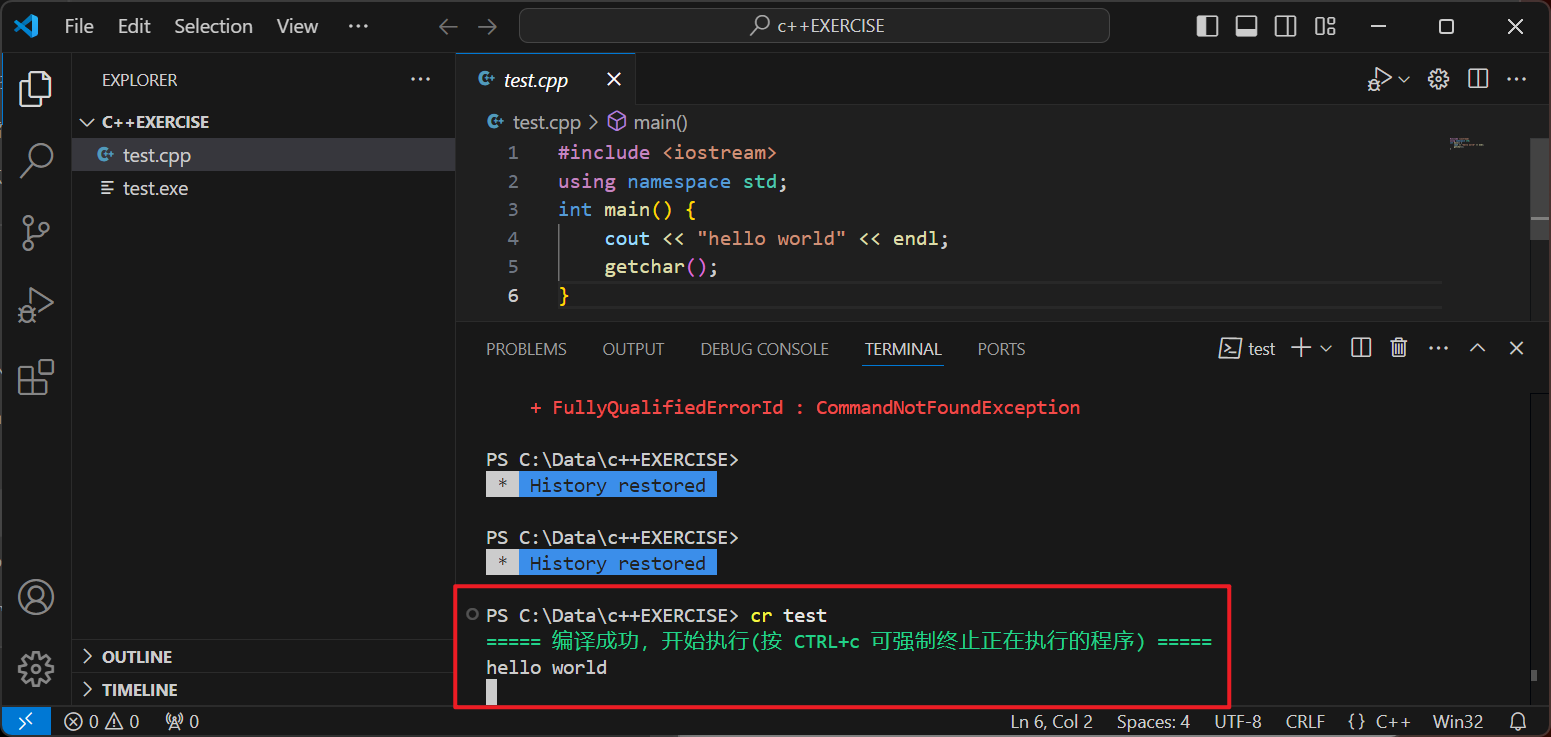 File Edit Selection View ···
c++EXERCISE
EXPLORER ···
C++EXERCISE
test.cpp
test.exe
OUTLINE
TIMELINE
test.cpp
test.cpp > main()
1 #include <iostream>
2 using namespace std;
3 int main() {
4 cout << "hello world" << endl;
5 getchar();
6 }
PROBLEMS OUTPUT DEBUG CONSOLE TERMINAL PORTS
test
+ FullyQualifiedErrorId : CommandNotFoundException
PS C:\Data\c++EXERCISE>
* History restored
PS C:\Data\c++EXERCISE>
* History restored
PS C:\Data\c++EXERCISE> cr test
===== 编译成功, 开始执行(按 CTRL+c 可强制终止正在执行的程序) =====
hello world
0 0 0
Ln 6, Col 2 Spaces: 4 UTF-8 CRLF {} C++ Win32